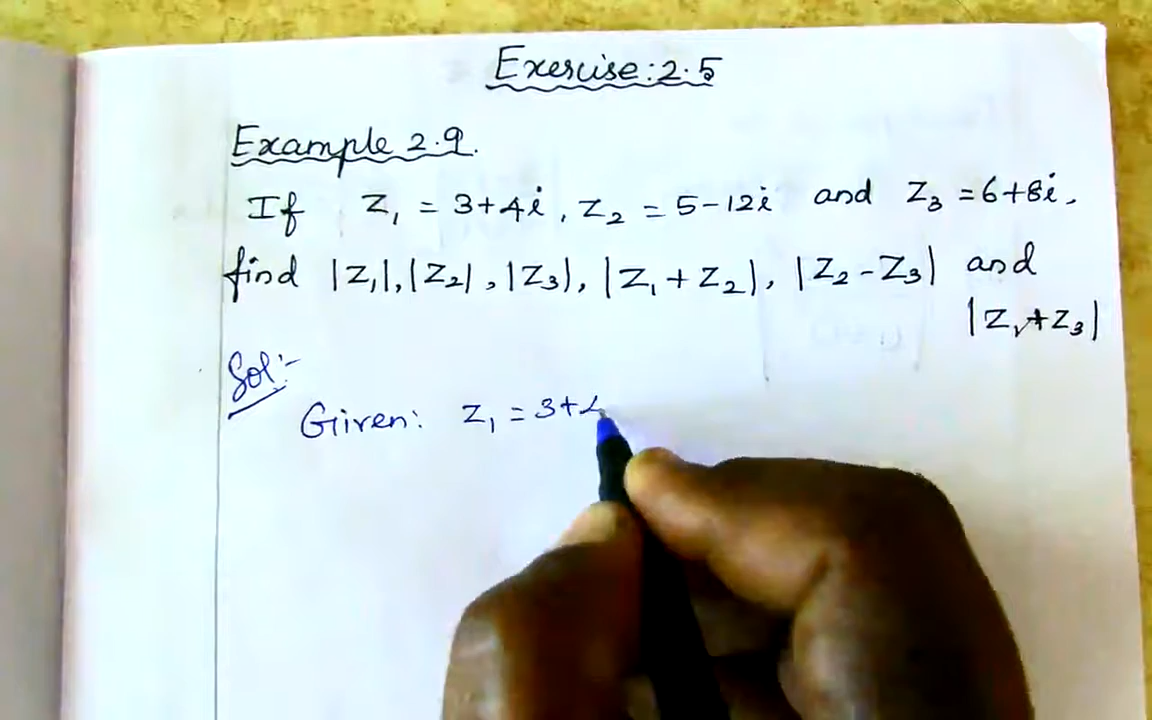 Exercise: 2.5
Example 2.9.
If z₁ = 3+4i, z₂ = 5-12i and z₃ = 6+8i.
find |z₁|, |z₂|, |z₃|, |z₁+z₂|, |z₂-z₃| and
|z₁+z₃|
Sol:-
Given: z₁ = 3+4